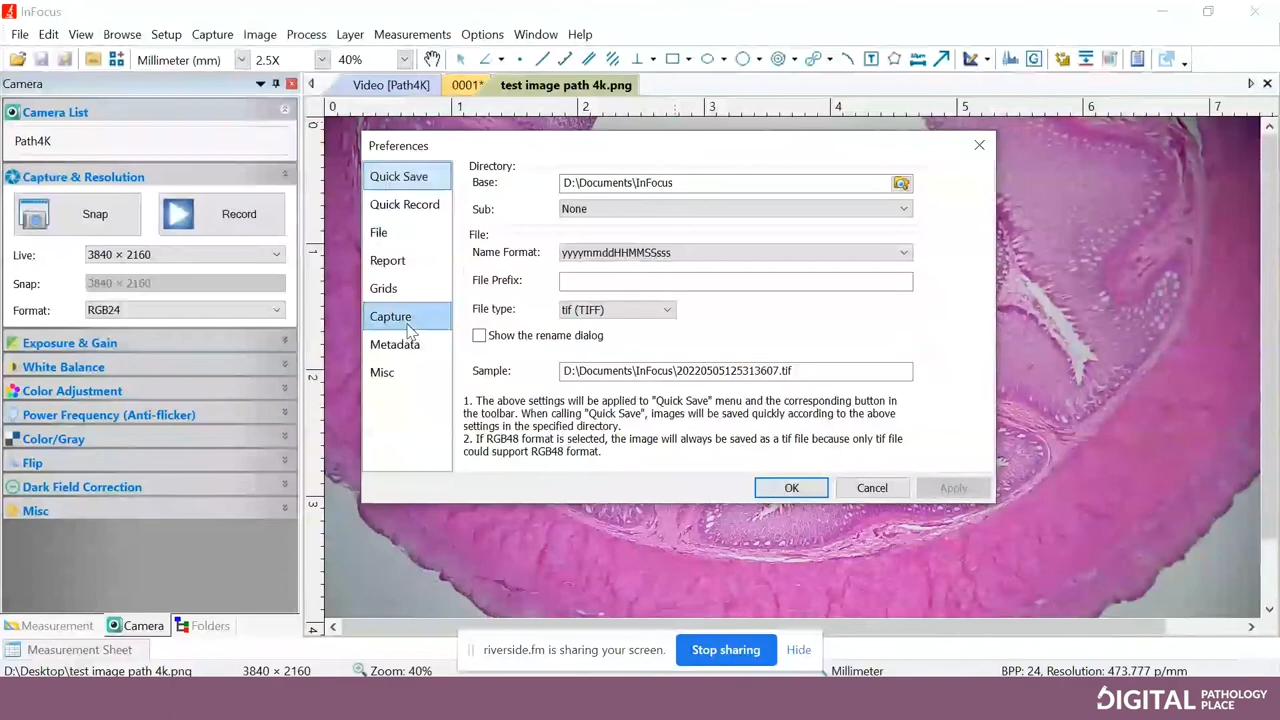 InFocus
File Edit View Browse Setup Capture Image Process Layer Measurements Options Window Help
Millimeter (mm) 2.5X 40%
Camera
Video [Path4K] 0001* test image path 4k.png
0 1 2 3 4 5 6 7
Camera List
Path4K
Capture & Resolution
Snap Record
Live: 3840 × 2160
Snap: 3840 × 2160
Format: RGB24
Exposure & Gain
White Balance
Color Adjustment
Power Frequency (Anti-flicker)
Color/Gray
Flip
Dark Field Correction
Misc
0
1
2
3
4
Preferences
Quick Save
Quick Record
File
Report
Grids
Capture
Metadata
Misc
Directory:
Base: D:\Documents\InFocus
Sub: None
File:
Name Format: yyyymmddHHMMSSsss
File Prefix:
File type: tif (TIFF)
Show the rename dialog
Sample: D:\Documents\InFocus\20220505125313607.tif
1. The above settings will be applied to "Quick Save" menu and the corresponding button in
the toolbar. When calling "Quick Save", images will be saved quickly according to the above
settings in the specified directory.
2. If RGB48 format is selected, the image will always be saved as a tif file because only tif file
could support RGB48 format.
OK Cancel Apply
Measurement Camera Folders
Measurement Sheet
riverside.fm is sharing your screen. Stop sharing Hide
D:\Desktop\test image path 4k.png 3840 × 2160 Zoom: 40% Millimeter BPP: 24, Resolution: 473.777 p/mm
DIGITAL PATHOLOGY PLACE